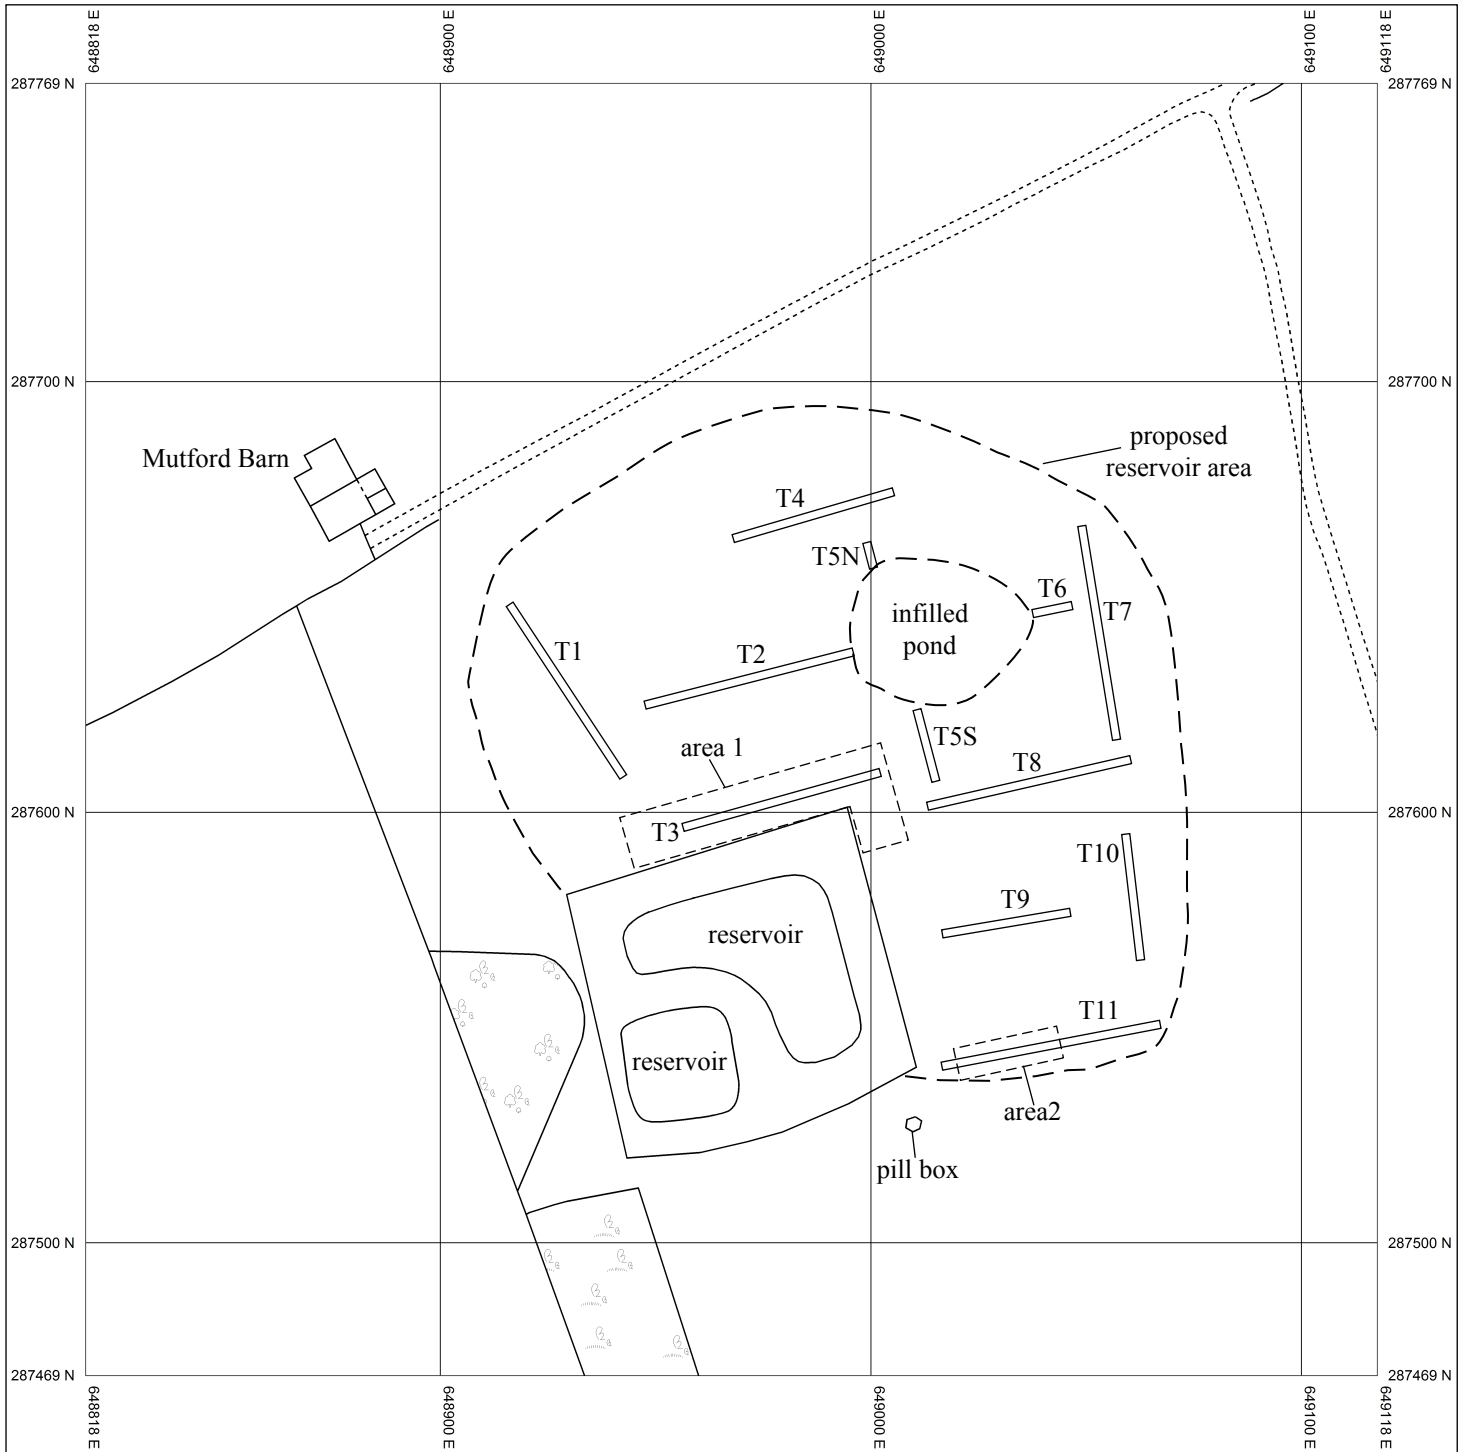 648818 E
648900 E
649000 E
649100 E
649118 E
287769 N
287769 N
287700 N
287700 N
Mutford Barn
proposed
reservoir area
T4
T5N
T6
infilled
pond
T7
T1
T2
T5S
area 1
T8
287600 N
287600 N
T3
T10
T9
reservoir
T11
reservoir
area2
pill box
287500 N
287500 N
287469 N
287469 N
648818 E
648900 E
649000 E
649100 E
649118 E